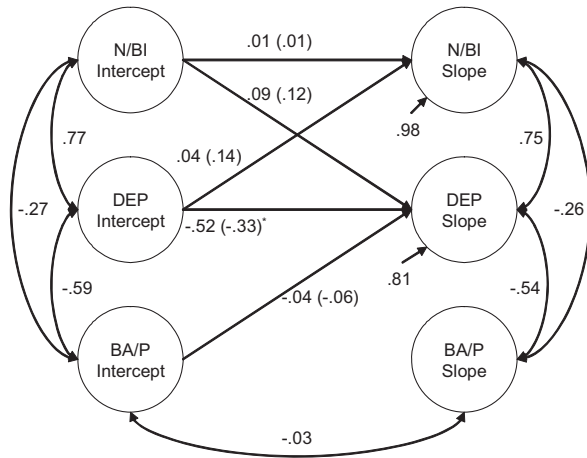 N/BI
Intercept
.01 (.01)
N/BI
Slope
.09 (.12)
.98
.77
.75
.04 (.14)
-.27
DEP
Intercept
DEP
Slope
-.26
-.52 (-.33)*
.81
-.59
-.04 (-.06)
-.54
BA/P
Intercept
BA/P
Slope
-.03